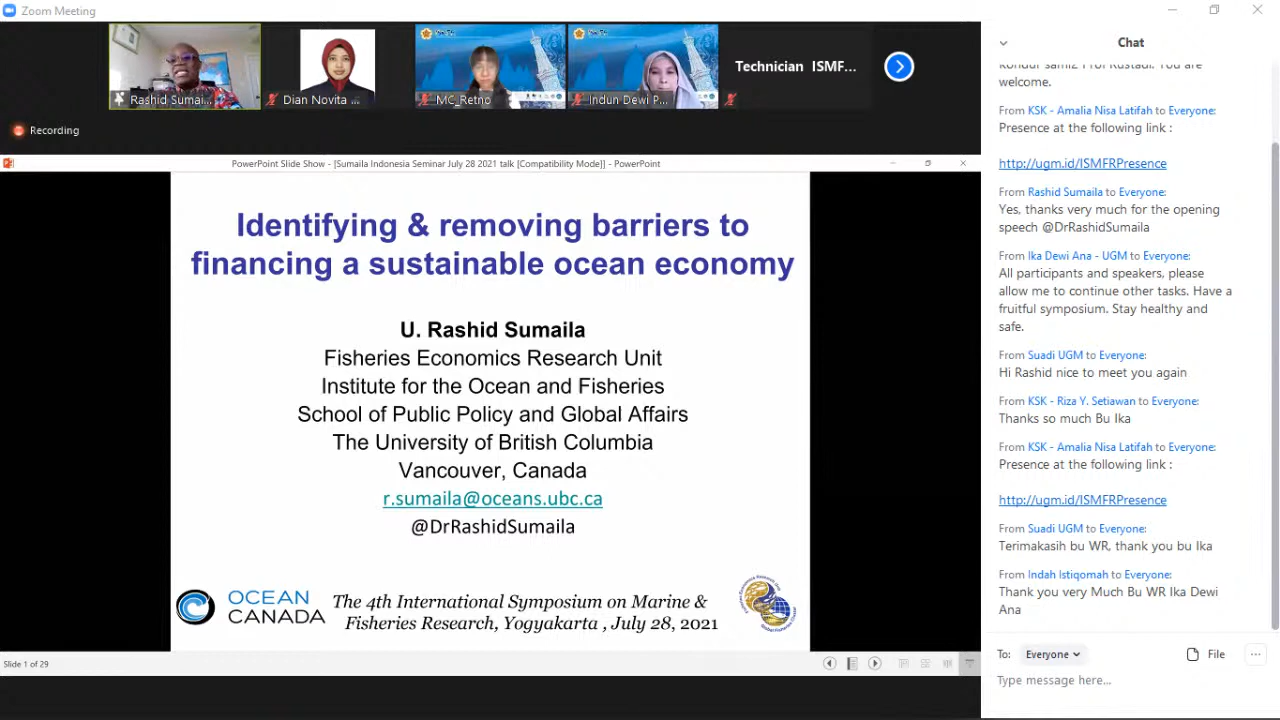 Zoom Meeting
Rashid Sumai...
Dian Novita ...
MC_Retno
Indun Dewi P...
Technician ISMF...
Recording
PowerPoint Slide Show - [Sumaila Indonesia Seminar July 28 2021 talk [Compatibility Mode]] - PowerPoint
Identifying & removing barriers to
financing a sustainable ocean economy
U. Rashid Sumaila
Fisheries Economics Research Unit
Institute for the Ocean and Fisheries
School of Public Policy and Global Affairs
The University of British Columbia
Vancouver, Canada
r.sumaila@oceans.ubc.ca
@DrRashidSumaila
OCEAN
CANADA
The 4th International Symposium on Marine &
Fisheries Research, Yogyakarta , July 28, 2021
Slide 1 of 29
Chat
welcome.
From KSK - Amalia Nisa Latifah to Everyone:
Presence at the following link :
http://ugm.id/ISMFRPresence
From Rashid Sumaila to Everyone:
Yes, thanks very much for the opening
speech @DrRashidSumaila
From Ika Dewi Ana - UGM to Everyone:
All participants and speakers, please
allow me to continue other tasks. Have a
fruitful symposium. Stay healthy and
safe.
From Suadi UGM to Everyone:
Hi Rashid nice to meet you again
From KSK - Riza Y. Setiawan to Everyone:
Thanks so much Bu Ika
From KSK - Amalia Nisa Latifah to Everyone:
Presence at the following link :
http://ugm.id/ISMFRPresence
From Suadi UGM to Everyone:
Terimakasih bu WR, thank you bu Ika
From Indah Istiqomah to Everyone:
Thank you very Much Bu WR Ika Dewi
Ana
To: Everyone
File
Type message here...